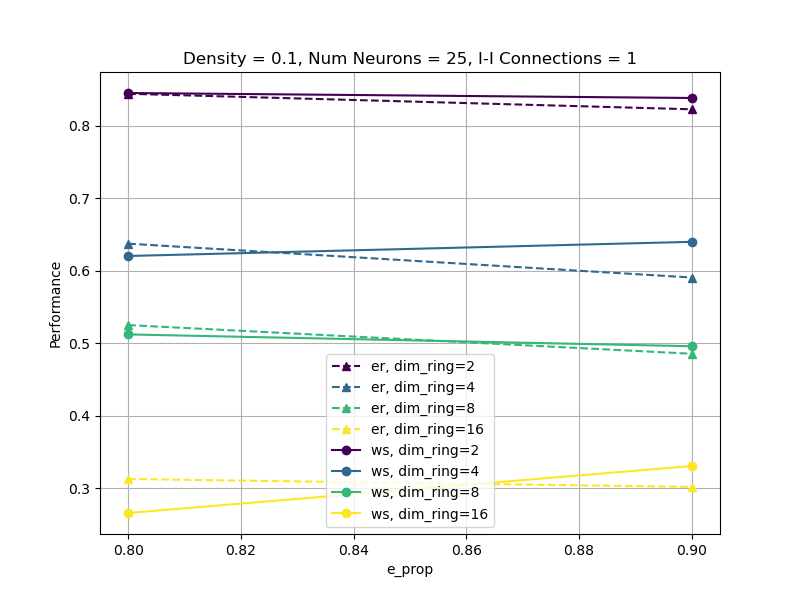 Density = 0.1, Num Neurons = 25, I-I Connections = 1
Performance
0.8
0.7
0.6
0.5
0.4
0.3
er, dim_ring=2
er, dim_ring=4
er, dim_ring=8
er, dim_ring=16
ws, dim_ring=2
ws, dim_ring=4
ws, dim_ring=8
ws, dim_ring=16
0.80
0.82
0.84
0.86
0.88
0.90
e_prop